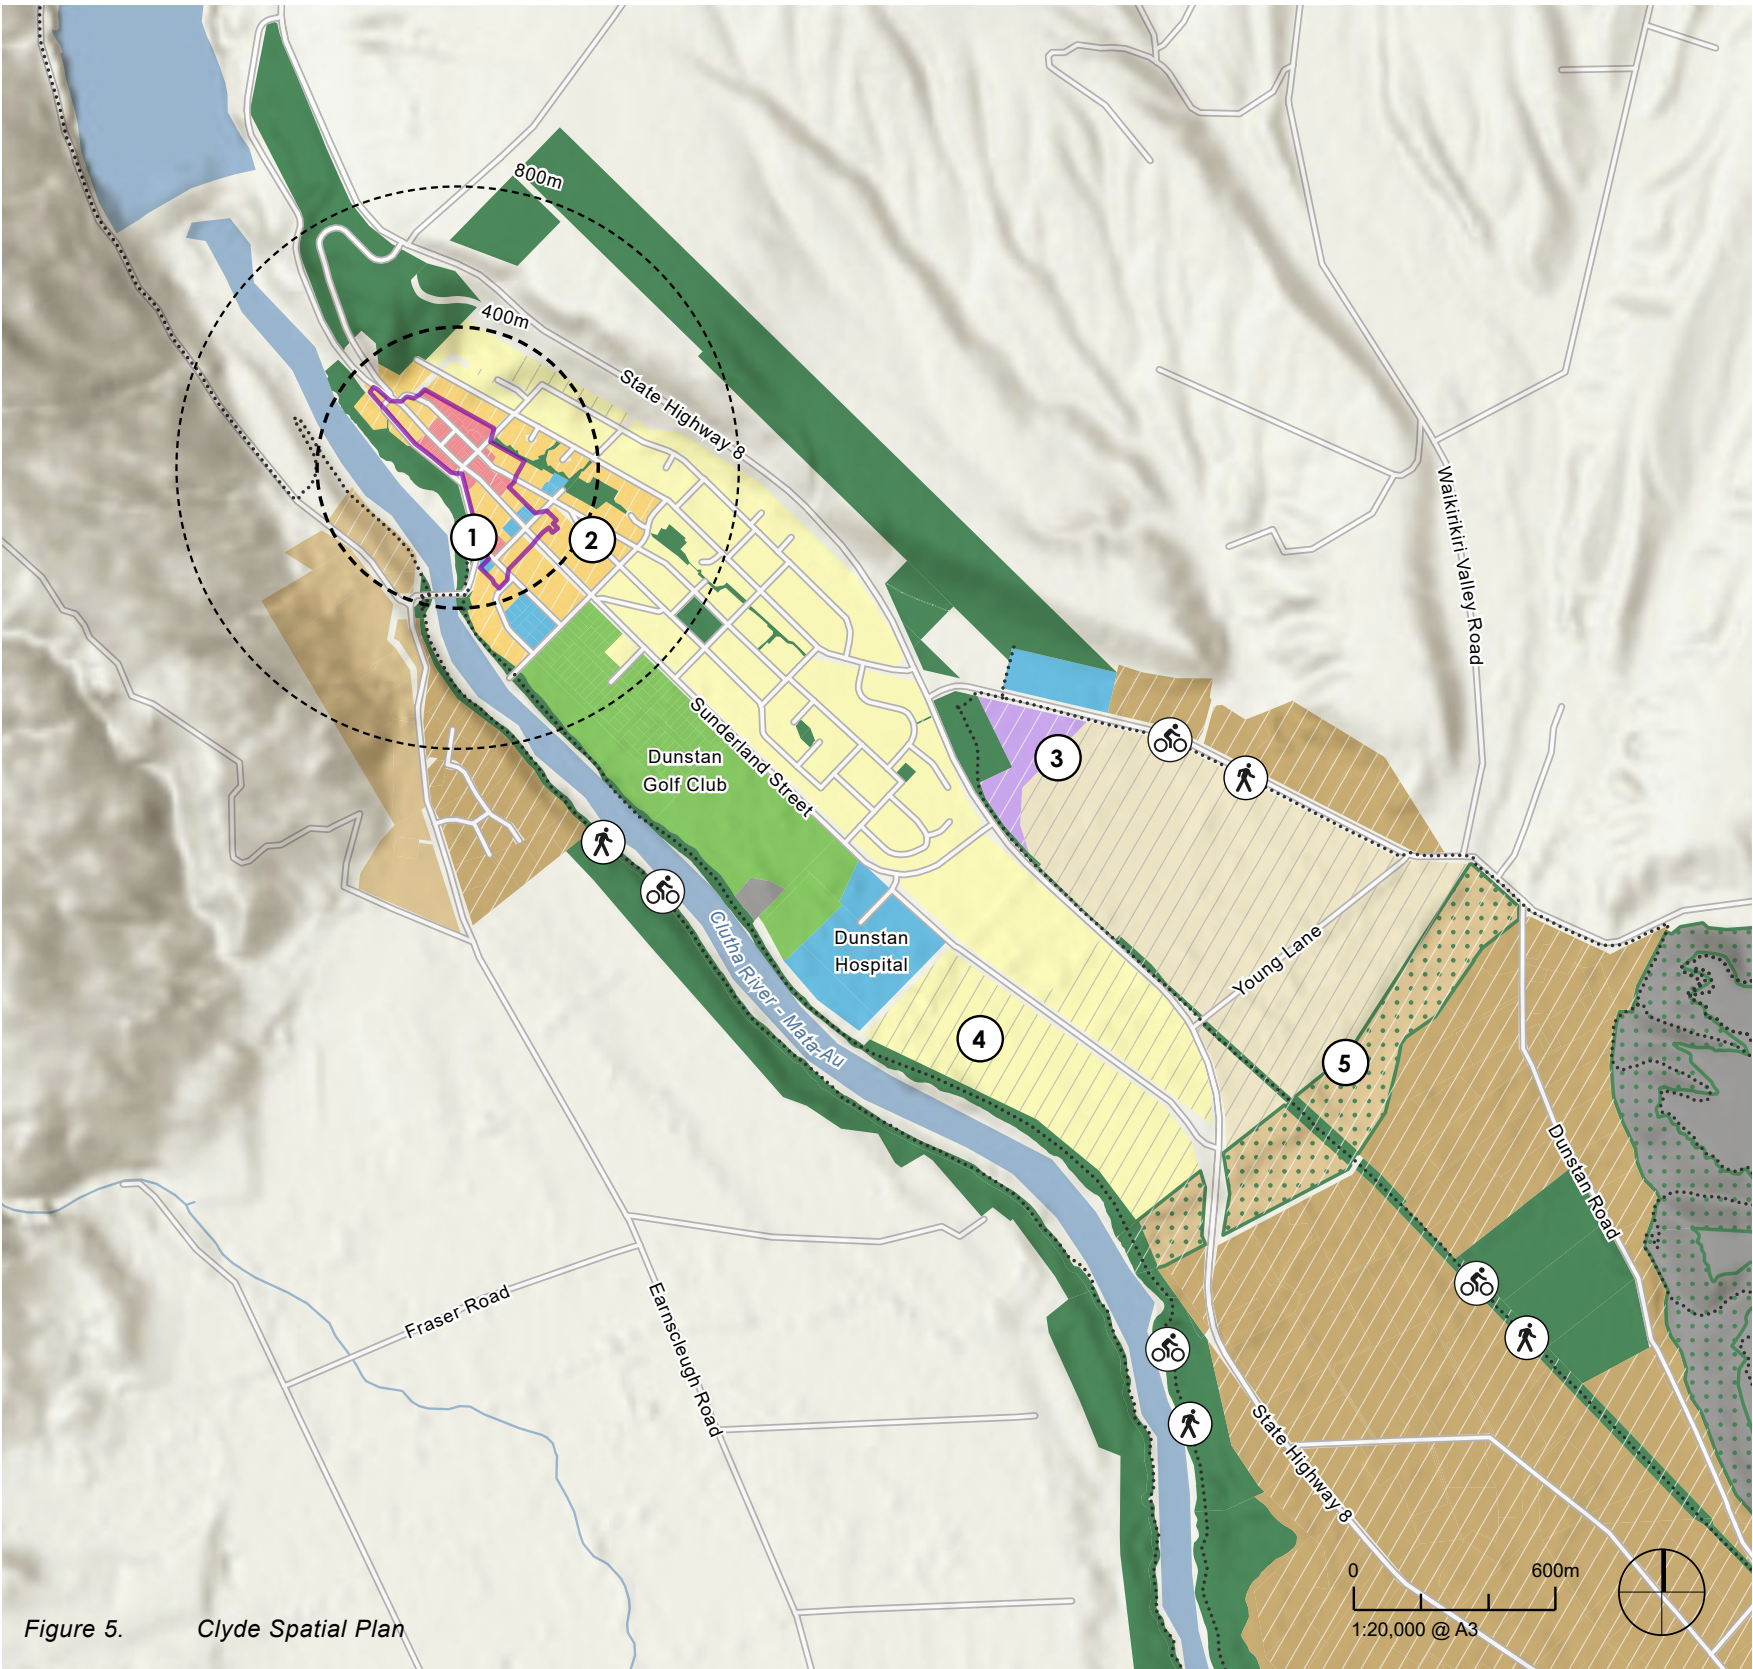 800m
400m
State Highway 8
1
2
Waikirikiri Valley Road
Sunderland Street
Dunstan
Golf Club
3
Clutha River - Mata-Au
Dunstan
Hospital
Young Lane
4
5
Dunstan Road
Fraser Road
Earnscleugh Road
State Highway 8
0 600m
1:20,000 @ A3
Figure 5. Clyde Spatial Plan